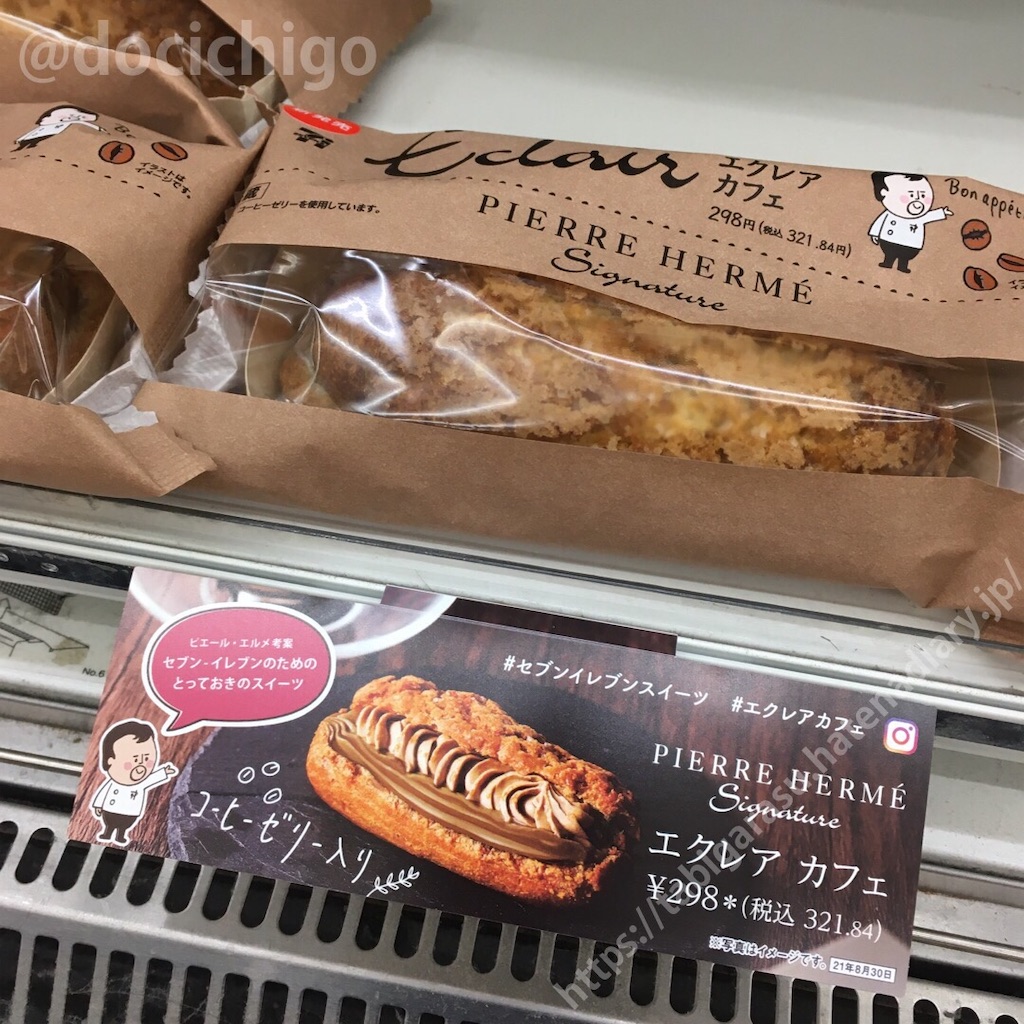 @docichigo
Éclair
エクレア
カフェ
298円(税込 321.84円)
PIERRE HERMÉ
Signature
Bon appét
コーヒーゼリーを使用しています。
イラストは
イメージです。
ピエール・エルメ考案
セブン-イレブンのための
とっておきのスイーツ
#セブンイレブンスイーツ #エクレアカフェ
PIERRE HERMÉ
Signature
コーヒーゼリー入り
エクレア カフェ
¥298*(税込 321.84)
※写真はイメージです。
21年8月30日
No.6